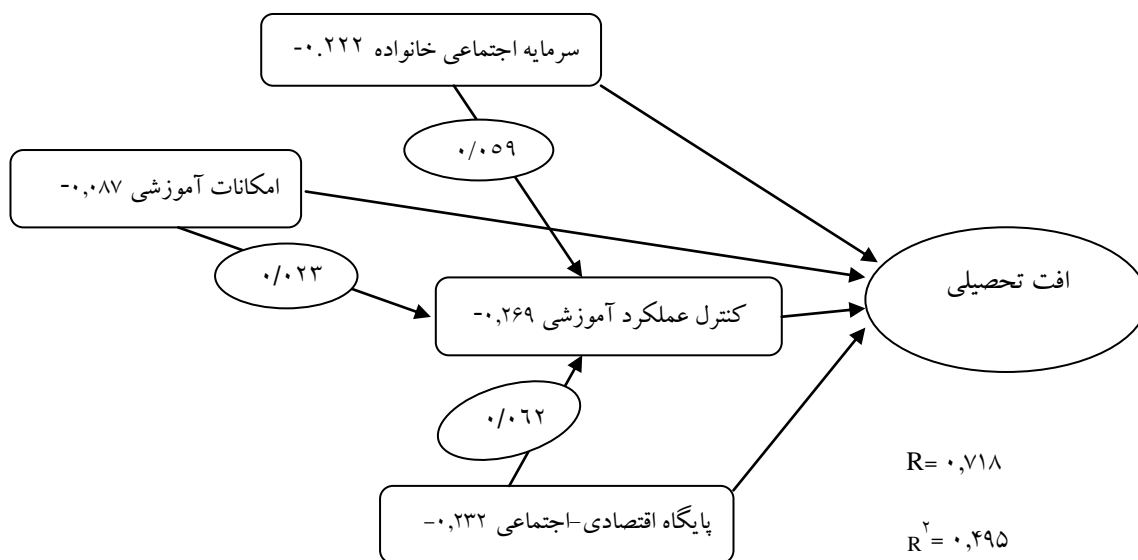 سرمایه اجتماعی خانواده ۰.۲۲۲-
۰/۰۵۹
امکانات آموزشی ۰,۰۸۷-
۰/۰۲۳
افت تحصیلی
کنترل عملکرد آموزشی ۰,۲۶۹-
۰/۰۶۲
پایگاه اقتصادی-اجتماعی ۰,۲۳۲-
R= ۰,۷۱۸
R²= ۰,۴۹۵